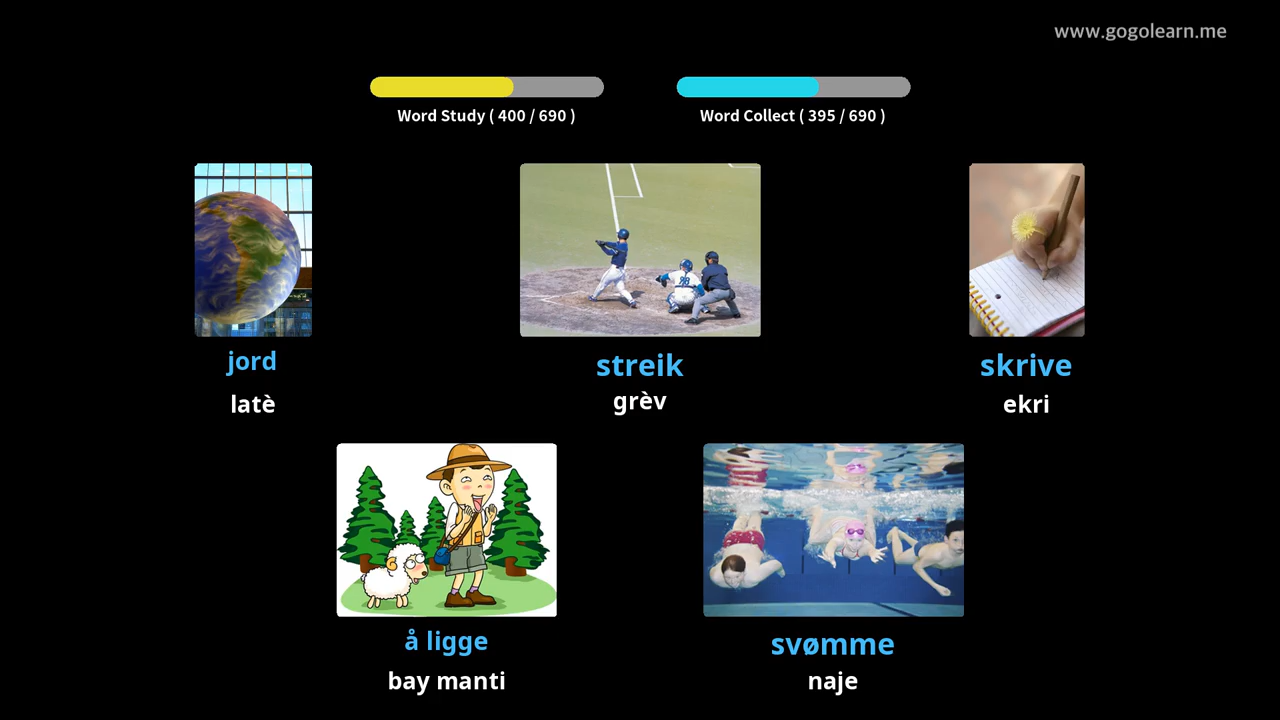 www.gogolearn.me
Word Study ( 400 / 690 )
Word Collect ( 395 / 690 )
jord
latè
streik
grèv
skrive
ekri
å ligge
bay manti
svømme
naje